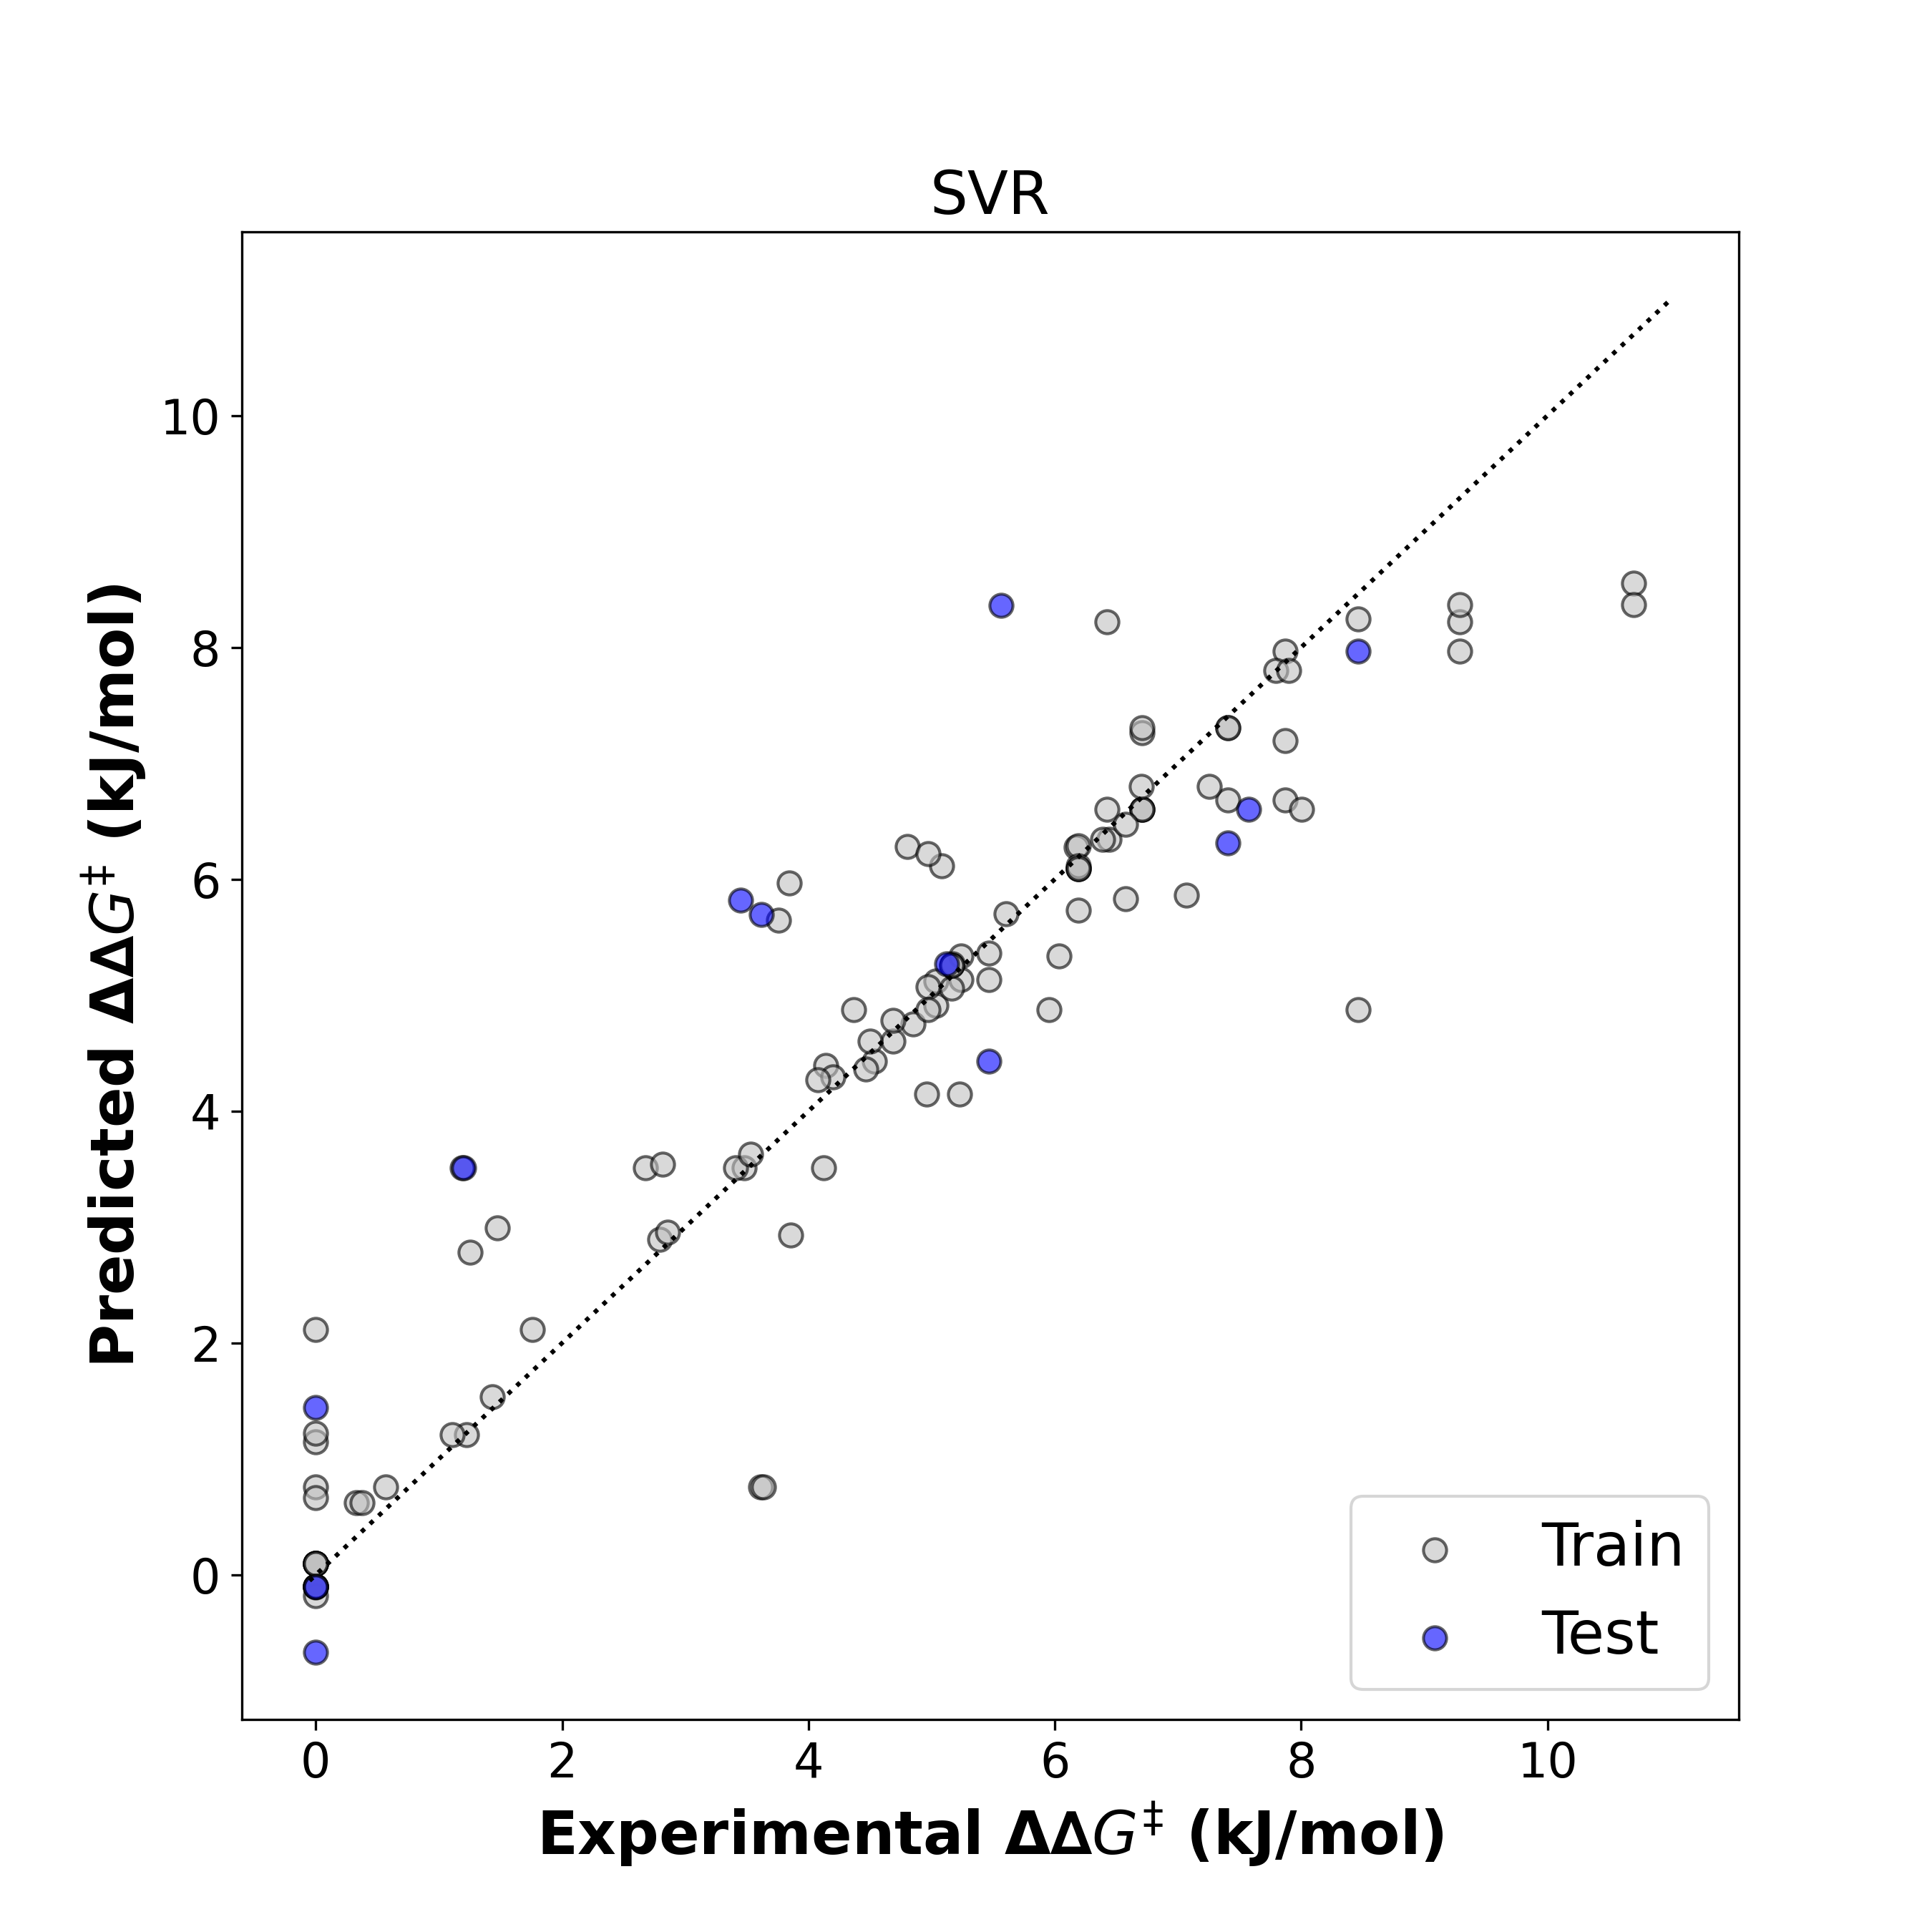 SVR
Predicted ΔΔG‡ (kJ/mol)
10
8
6
4
2
0
Train
Test
0 2 4 6 8 10
Experimental ΔΔG‡ (kJ/mol)